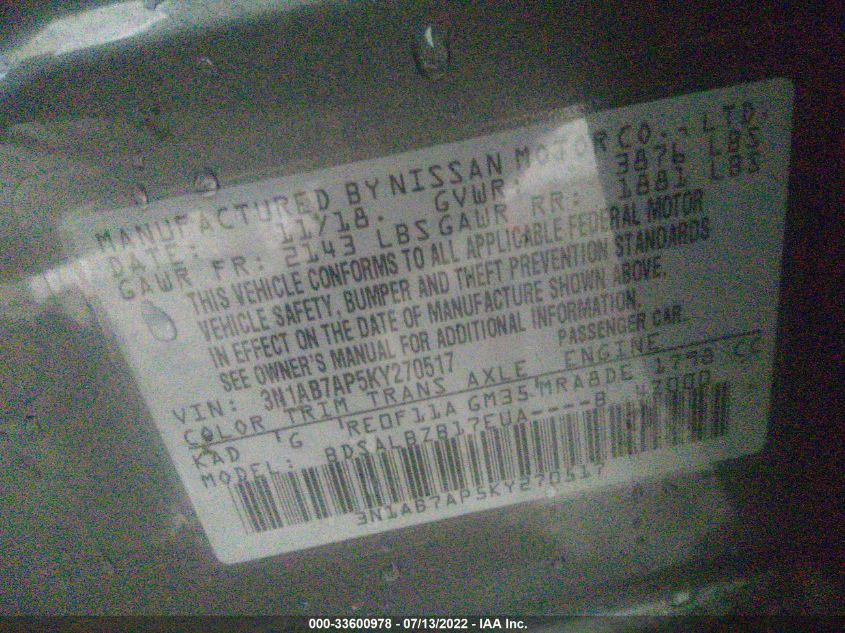 MANUFACTURED BY NISSAN MOTOR CO., LTD.
DATE: 11/18. GVWR: 3876 LBS
GAWR FR: 2143 LBS GAWR RR: 1881 LBS
THIS VEHICLE CONFORMS TO ALL APPLICABLE FEDERAL MOTOR
VEHICLE SAFETY, BUMPER AND THEFT PREVENTION STANDARDS
IN EFFECT ON THE DATE OF MANUFACTURE SHOWN ABOVE.
SEE OWNER'S MANUAL FOR ADDITIONAL INFORMATION.
VIN: 3N1AB7AP5KY270517 PASSENGER CAR
COLOR TRIM TRANS AXLE ENGINE
KAD G RE0F11A GM35 MRA8DE 1798 CC
MODEL: BDSALBZB17EUA----B 47000
3N1AB7AP5KY270517
000-33600978 - 07/13/2022 - IAA Inc.